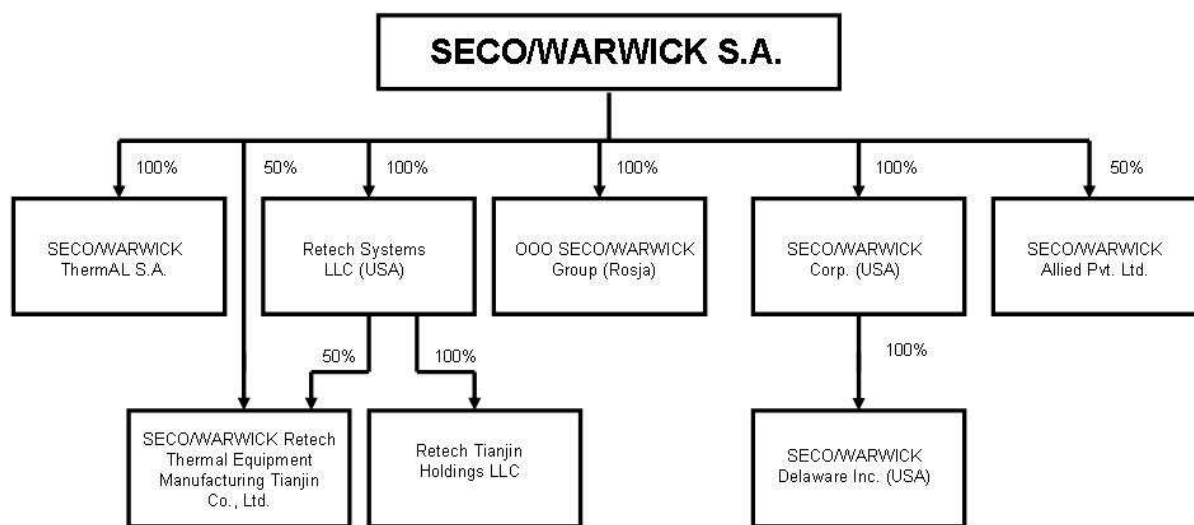 SECO/WARWICK S.A.
100%
50%
100%
100%
100%
50%
SECO/WARWICK
ThermAL S.A.
Retech Systems
LLC (USA)
OOO SECO/WARWICK
Group (Rosja)
SECO/WARWICK
Corp. (USA)
SECO/WARWICK
Allied Pvt. Ltd.
50%
100%
100%
SECO/WARWICK Retech
Thermal Equipment
Manufacturing Tianjin
Co., Ltd.
Retech Tianjin
Holdings LLC
SECO/WARWICK
Delaware Inc. (USA)